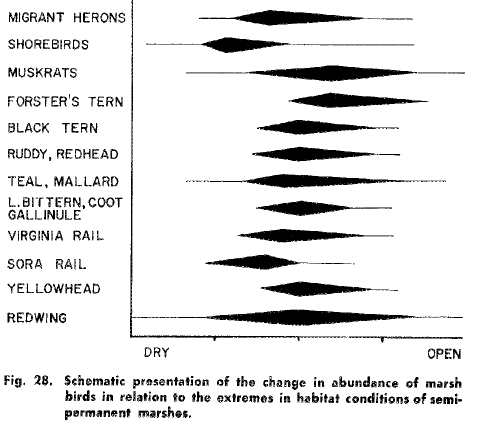 MIGRANT HERONS
SHOREBIRDS
MUSKRATS
FORSTER'S TERN
BLACK TERN
RUDDY, REDHEAD
TEAL, MALLARD
L. BITTERN, COOT
GALLINULE
VIRGINIA RAIL
SORA RAIL
YELLOWHEAD
REDWING
DRY OPEN
Fig. 28. Schematic presentation of the change in abundance of marsh
birds in relation to the extremes in habitat conditions of semi-
permanent marshes.